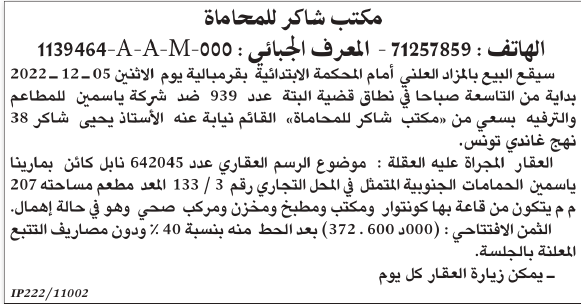 مكتب شاكر للمحاماة
الهاتف : 71257859 - المعرف الجبائي : 1139464-A-A-M-000
سيقع البيع بالمزاد العلني أمام المحكمة الابتدائية بقرمبالية يوم الاثنين 05 ــ 12 ــ 2022
بداية من التاسعة صباحا في نطاق قضية البتة عدد 939 ضد شركة ياسمين للمطاعم
والترفيه بسعي من «مكتب شاكر للمحاماة» القائم نيابة عنه الأستاذ يحيى شاكر 38
نهج غاندي تونس.
العقار المجراة عليه العقلة : موضوع الرسم العقاري عدد 642045 نابل كائن بمارينا
ياسمين الحمامات الجنوبية المتمثل في المحل التجاري رقم 3 / 133 المعد مطعم مساحته 207
م م يتكون من قاعة بها كونتوار ومكتب ومطبخ ومخزن ومركب صحي وهو في حالة إهمال.
الثمن الافتتاحي : (000د 600 . 372) بعد الحط منه بنسبة 40 ٪ ودون مصاريف التتبع
المعلنة بالجلسة.
ــ يمكن زيارة العقار كل يوم
IP222/11002